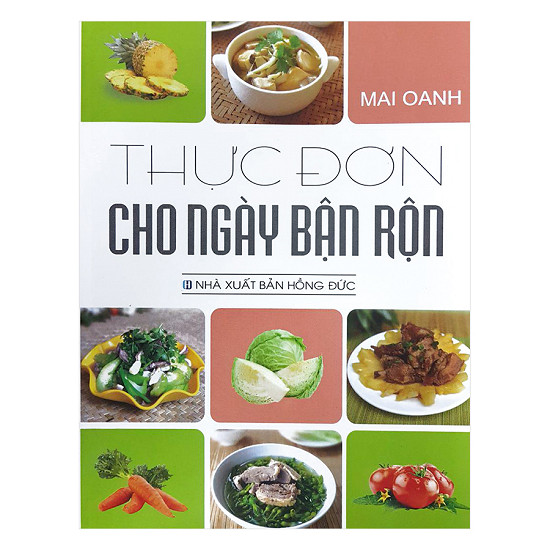 MAI OANH
THỰC ĐƠN
CHO NGÀY BẬN RỘN
NHÀ XUẤT BẢN HỒNG ĐỨC